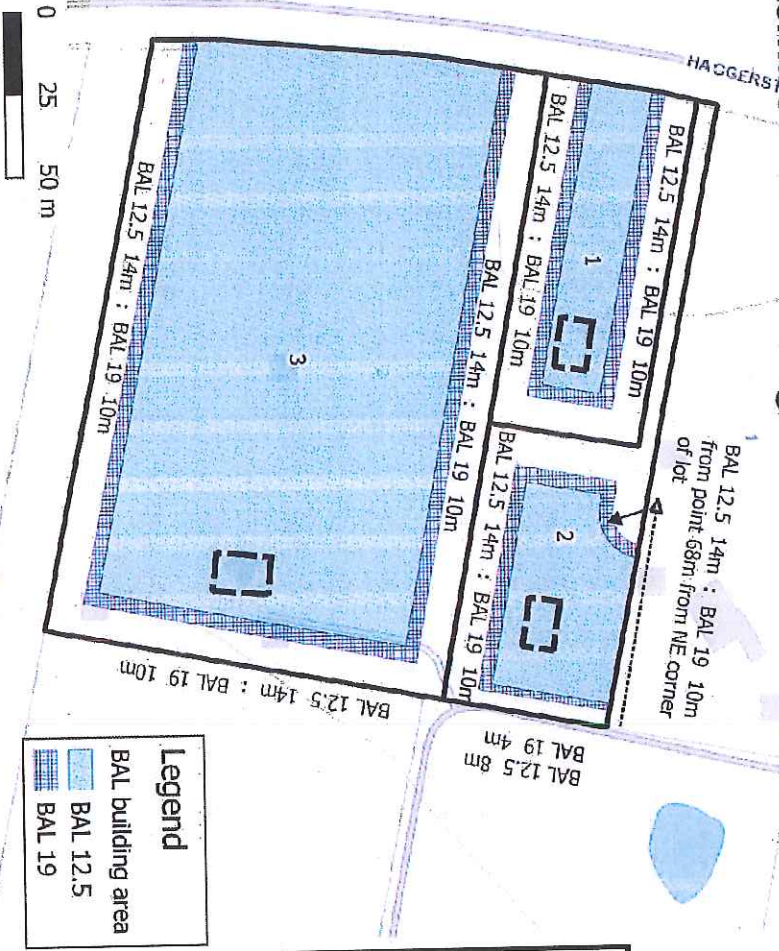 HAGGERST
BAL 12.5 14m : BAL 19 10m
1
BAL 12.5 14m : BAL 19 10m
BAL 12.5 14m : BAL 19 10m
from point 68m from NE corner
of lot
1
2
BAL 12.5 14m : BAL 19 10m
BAL 12.5 14m : BAL 19 10m
3
BAL 12.5 14m : BAL 19 10m
BAL 12.5 14m : BAL 19 10m
BAL 19 4m
BAL 12.5 8m
0 25 50 m
Legend
BAL building area
BAL 12.5
BAL 19